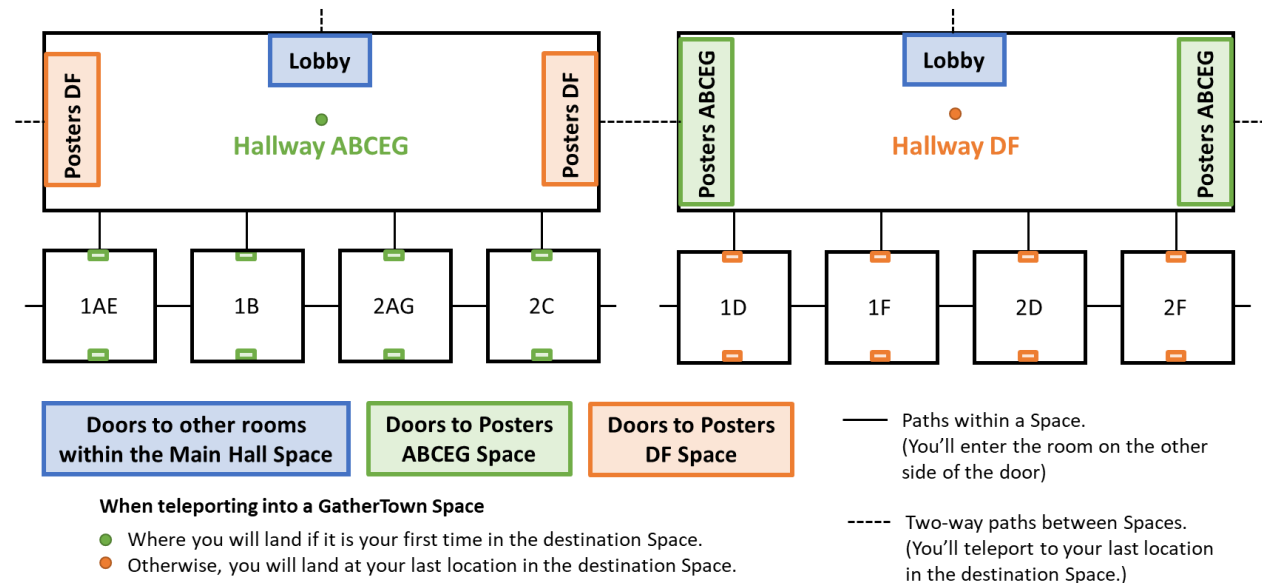 Lobby
Posters DF
Posters DF
Hallway ABCEG
Lobby
Posters ABCEG
Posters ABCEG
Hallway DF
1AE
1B
2AG
2C
1D
1F
2D
2F
Doors to other rooms
within the Main Hall Space
Doors to Posters
ABCEG Space
Doors to Posters
DF Space
Paths within a Space.
(You’ll enter the room on the other
side of the door)
When teleporting into a GatherTown Space
Where you will land if it is your first time in the destination Space.
Otherwise, you will land at your last location in the destination Space.
Two-way paths between Spaces.
(You’ll teleport to your last location
in the destination Space.)